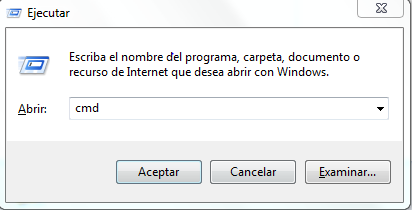 Ejecutar
Escriba el nombre del programa, carpeta, documento o
recurso de Internet que desea abrir con Windows.
Abrir: cmd
Aceptar Cancelar Examinar...